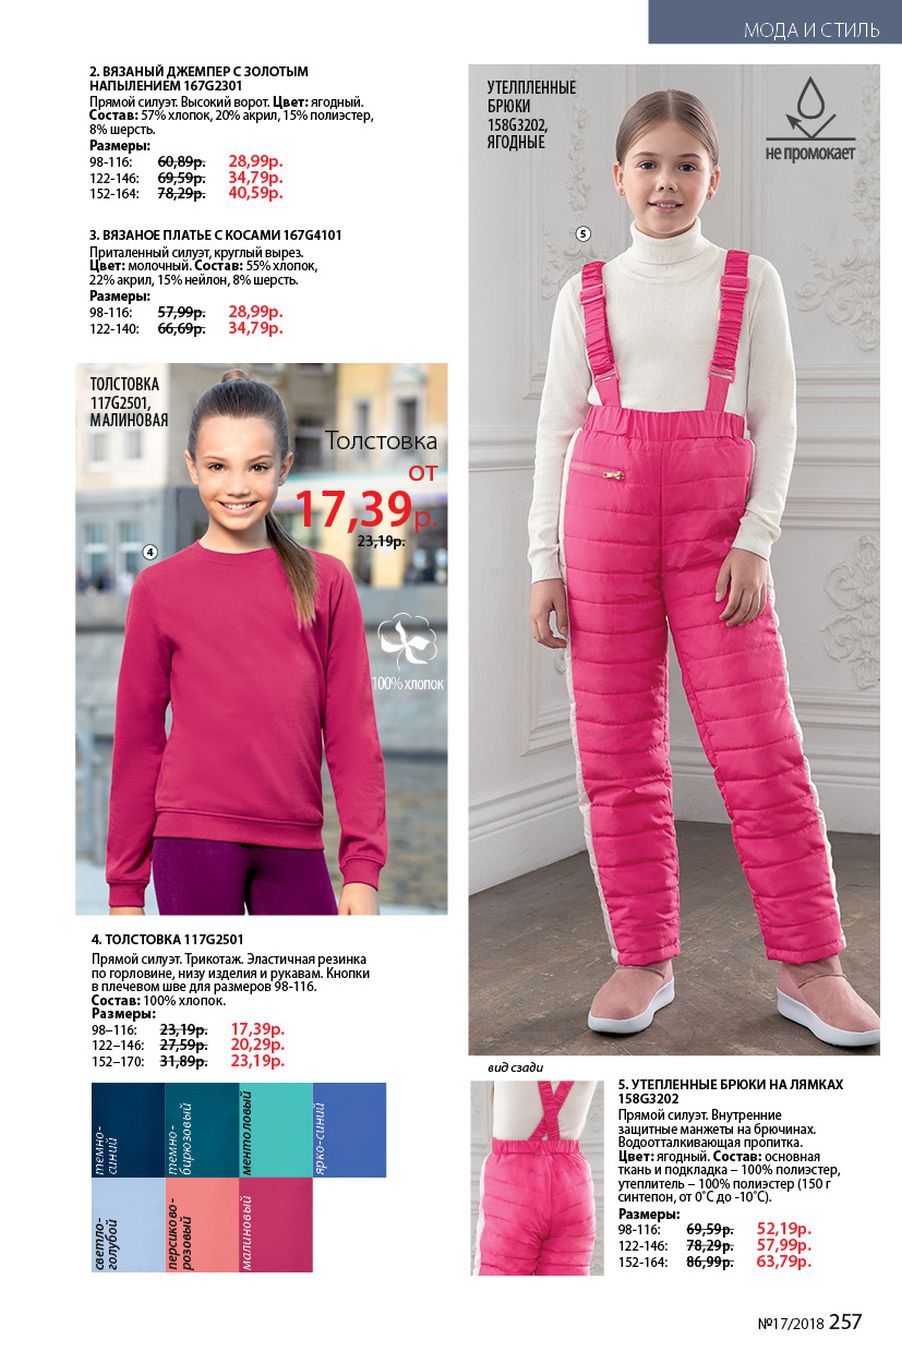 МОДА И СТИЛЬ
2. ВЯЗАНЫЙ ДЖЕМПЕР С ЗОЛОТЫМ
НАПЫЛЕНИЕМ 167G2301
Прямой силуэт. Высокий ворот. Цвет: ягодный.
Состав: 57% хлопок, 20% акрил, 15% полиэстер,
8% шерсть.
Размеры:
98-116: 60,89р. 28,99р.
122-146: 69,59р. 34,79р.
152-164: 78,29р. 40,59р.
3. ВЯЗАНОЕ ПЛАТЬЕ С КОСАМИ 167G4101
Приталенный силуэт, круглый вырез.
Цвет: молочный. Состав: 55% хлопок,
22% акрил, 15% нейлон, 8% шерсть.
Размеры:
98-116: 57,99р. 28,99р.
122-140: 66,69р. 34,79р.
ТОЛСТОВКА
117G2501,
МАЛИНОВАЯ
Толстовка
от
17,39р.
23,19р.
4
100% хлопок
4. ТОЛСТОВКА 117G2501
Прямой силуэт. Трикотаж. Эластичная резинка
по горловине, низу изделия и рукавам. Кнопки
в плечевом шве для размеров 98-116.
Состав: 100% хлопок.
Размеры:
98–116: 23,19р. 17,39р.
122–146: 27,59р. 20,29р.
152–170: 31,89р. 23,19р.
темно-
синий
темно-
бирюзовый
ментоловый
ярко-синий
светло-
голубой
персиково-
розовый
малиновый
УТЕЛПЛЕННЫЕ
БРЮКИ
158G3202,
ЯГОДНЫЕ
не промокает
5
вид сзади
5. УТЕПЛЕННЫЕ БРЮКИ НА ЛЯМКАХ
158G3202
Прямой силуэт. Внутренние
защитные манжеты на брючинах.
Водоотталкивающая пропитка.
Цвет: ягодный. Состав: основная
ткань и подкладка – 100% полиэстер,
утеплитель – 100% полиэстер (150 г
синтепон, от 0˚С до -10˚С).
Размеры:
98-116: 69,59р. 52,19р.
122-146: 78,29р. 57,99р.
152-164: 86,99р. 63,79р.
№17/2018 257